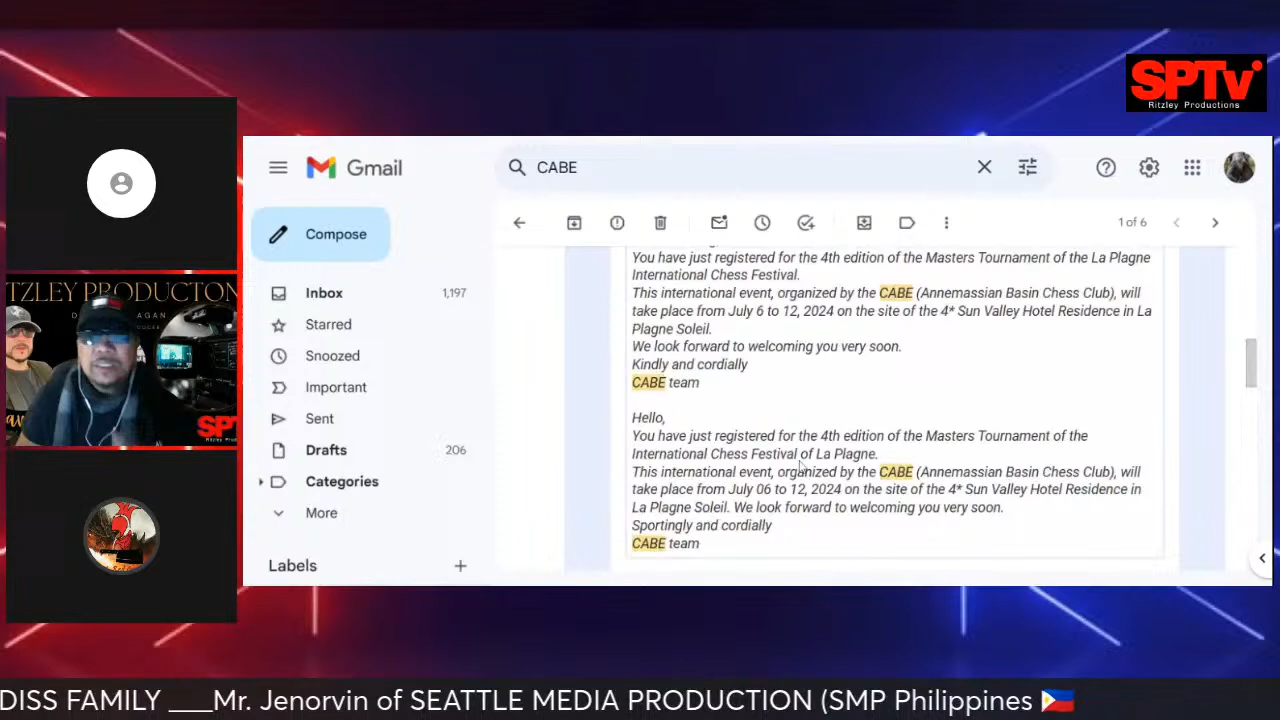 SPTv
Ritzley Productions
TZLEY PRODUCTON
SPT
CABE
Gmail
Compose
1 of 6
Inbox 1,197
Starred
Snoozed
Important
Sent
Drafts 206
Categories
More
Labels
You have just registered for the 4th edition of the Masters Tournament of the La Plagne
International Chess Festival.
This international event, organized by the CABE (Annemassian Basin Chess Club), will
take place from July 6 to 12, 2024 on the site of the 4* Sun Valley Hotel Residence in La
Plagne Soleil.
We look forward to welcoming you very soon.
Kindly and cordially
CABE team
Hello,
You have just registered for the 4th edition of the Masters Tournament of the
International Chess Festival of La Plagne.
This international event, organized by the CABE (Annemassian Basin Chess Club), will
take place from July 06 to 12, 2024 on the site of the 4* Sun Valley Hotel Residence in
La Plagne Soleil. We look forward to welcoming you very soon.
Sportingly and cordially
CABE team
DISS FAMILY ___Mr. Jenorvin of SEATTLE MEDIA PRODUCTION (SMP Philippines 🇵🇭